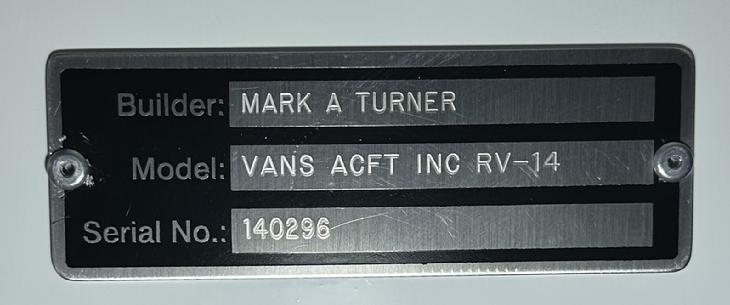 Builder: MARK A TURNER
Model: VANS ACFT INC RV-14
Serial No.: 140296